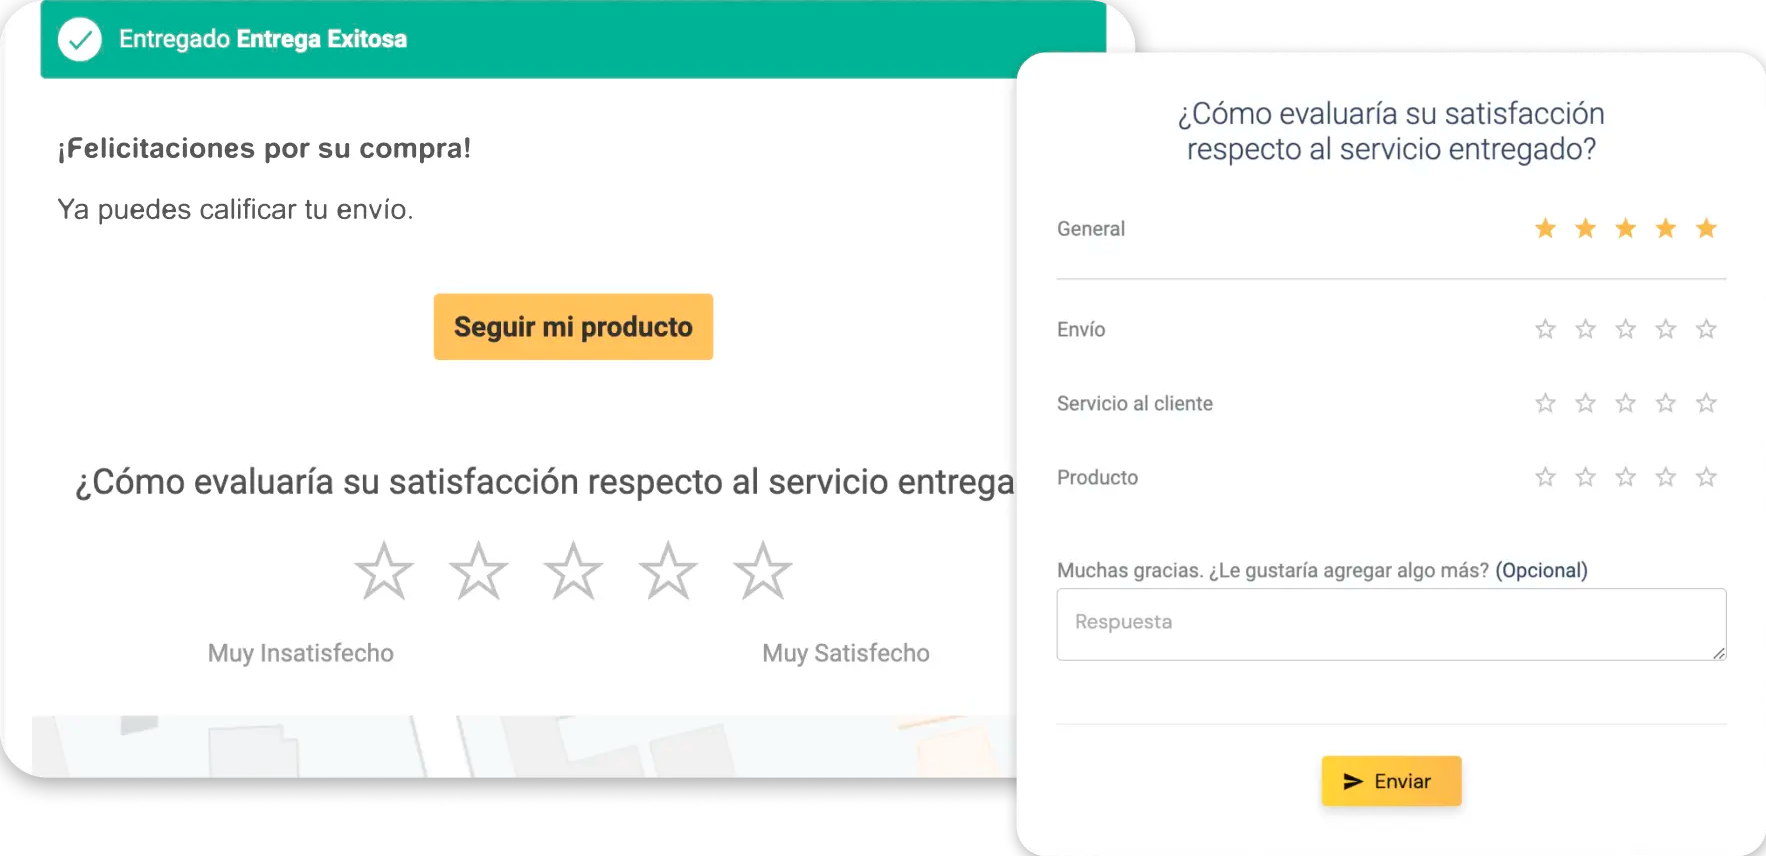 Entregado Entrega Exitosa
¡Felicitaciones por su compra!
Ya puedes calificar tu envío.
Seguir mi producto
¿Cómo evaluaría su satisfacción respecto al servicio entrega
Muy Insatisfecho
Muy Satisfecho
¿Cómo evaluaría su satisfacción
respecto al servicio entregado?
General
Envío
Servicio al cliente
Producto
Muchas gracias. ¿Le gustaría agregar algo más? (Opcional)
Respuesta
Enviar